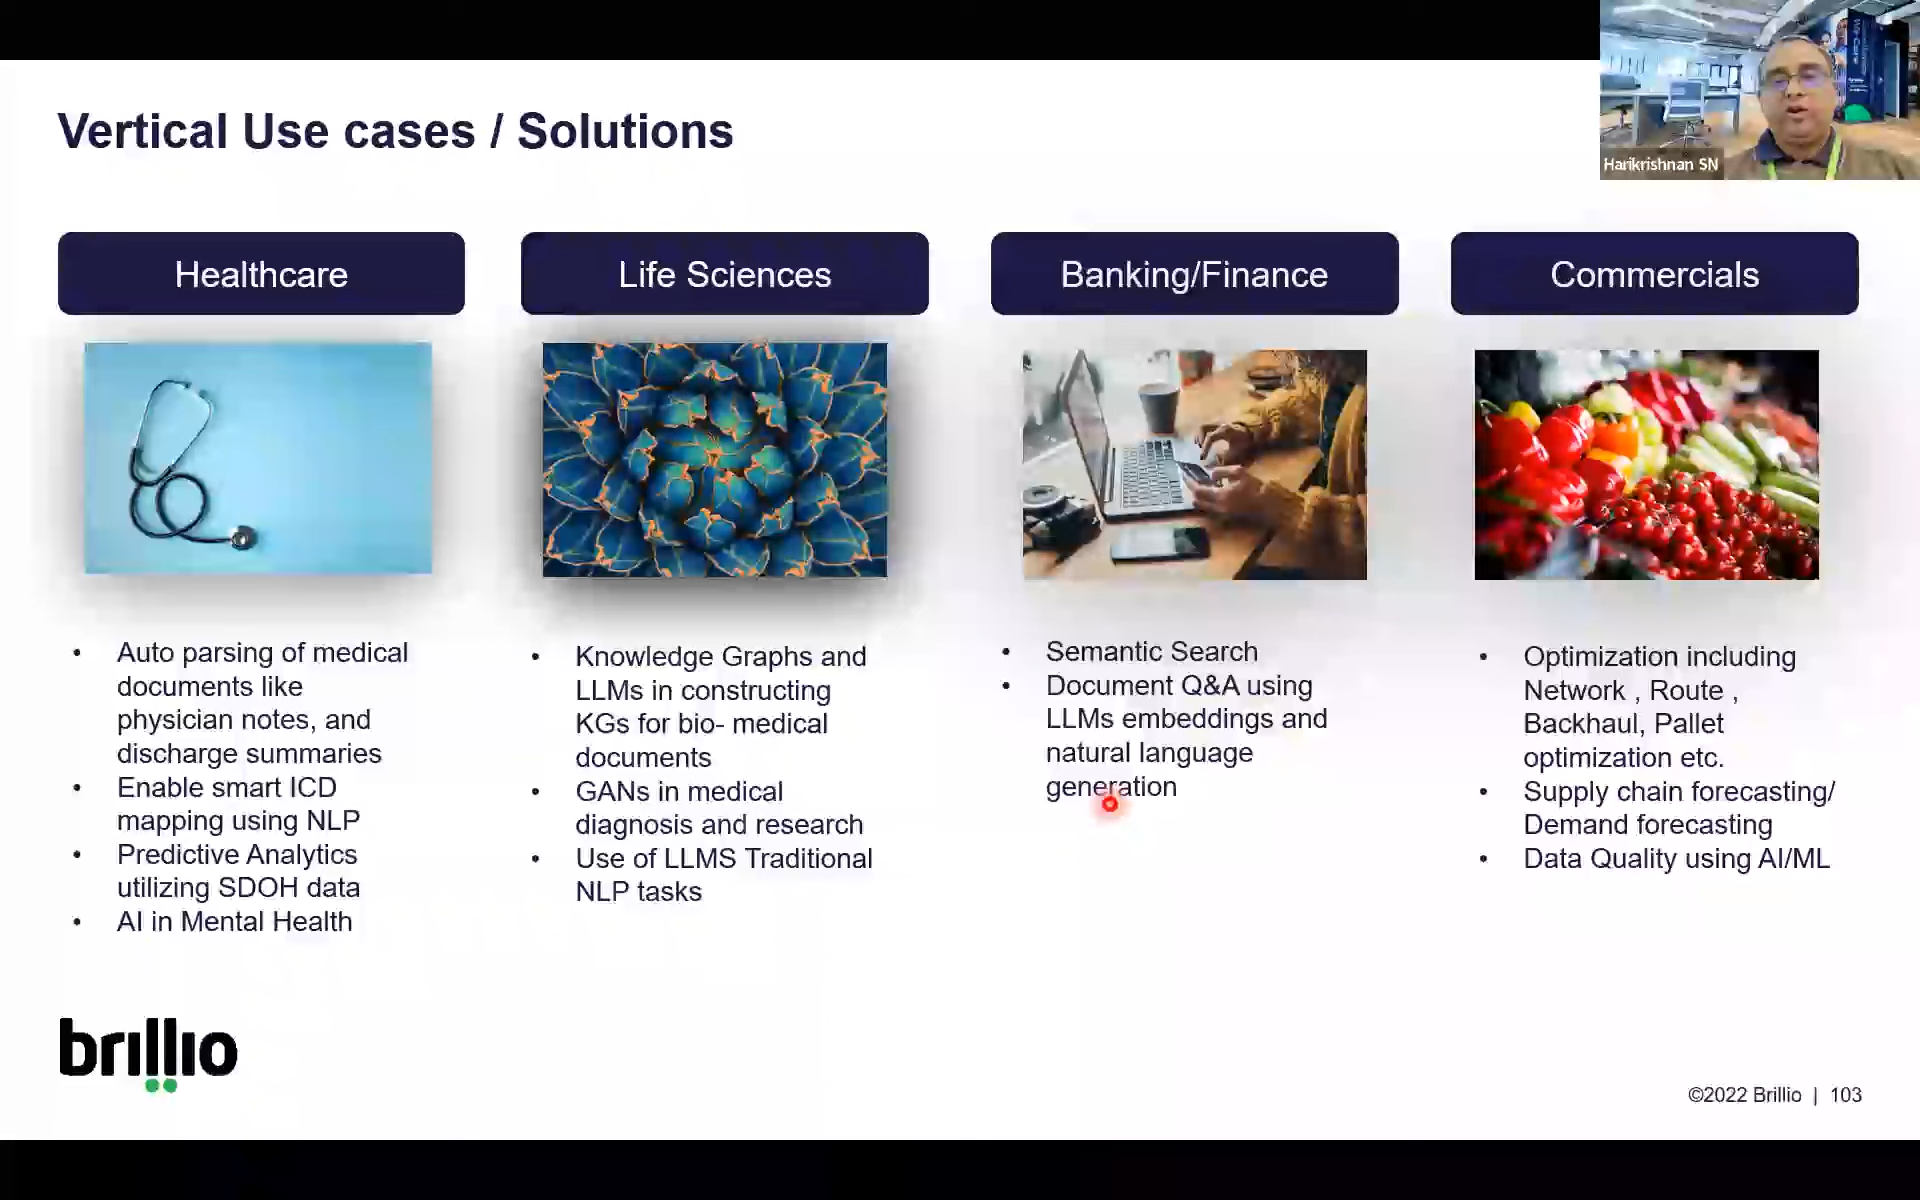 Vertical Use cases / Solutions
Harikrishnan SN
Healthcare
Life Sciences
Banking/Finance
Commercials
• Auto parsing of medical
documents like
physician notes, and
discharge summaries
• Enable smart ICD
mapping using NLP
• Predictive Analytics
utilizing SDOH data
• AI in Mental Health
• Knowledge Graphs and
LLMs in constructing
KGs for bio- medical
documents
• GANs in medical
diagnosis and research
• Use of LLMS Traditional
NLP tasks
• Semantic Search
• Document Q&A using
LLMs embeddings and
natural language
generation
• Optimization including
Network , Route ,
Backhaul, Pallet
optimization etc.
• Supply chain forecasting/
Demand forecasting
• Data Quality using AI/ML
brillio
©2022 Brillio | 103